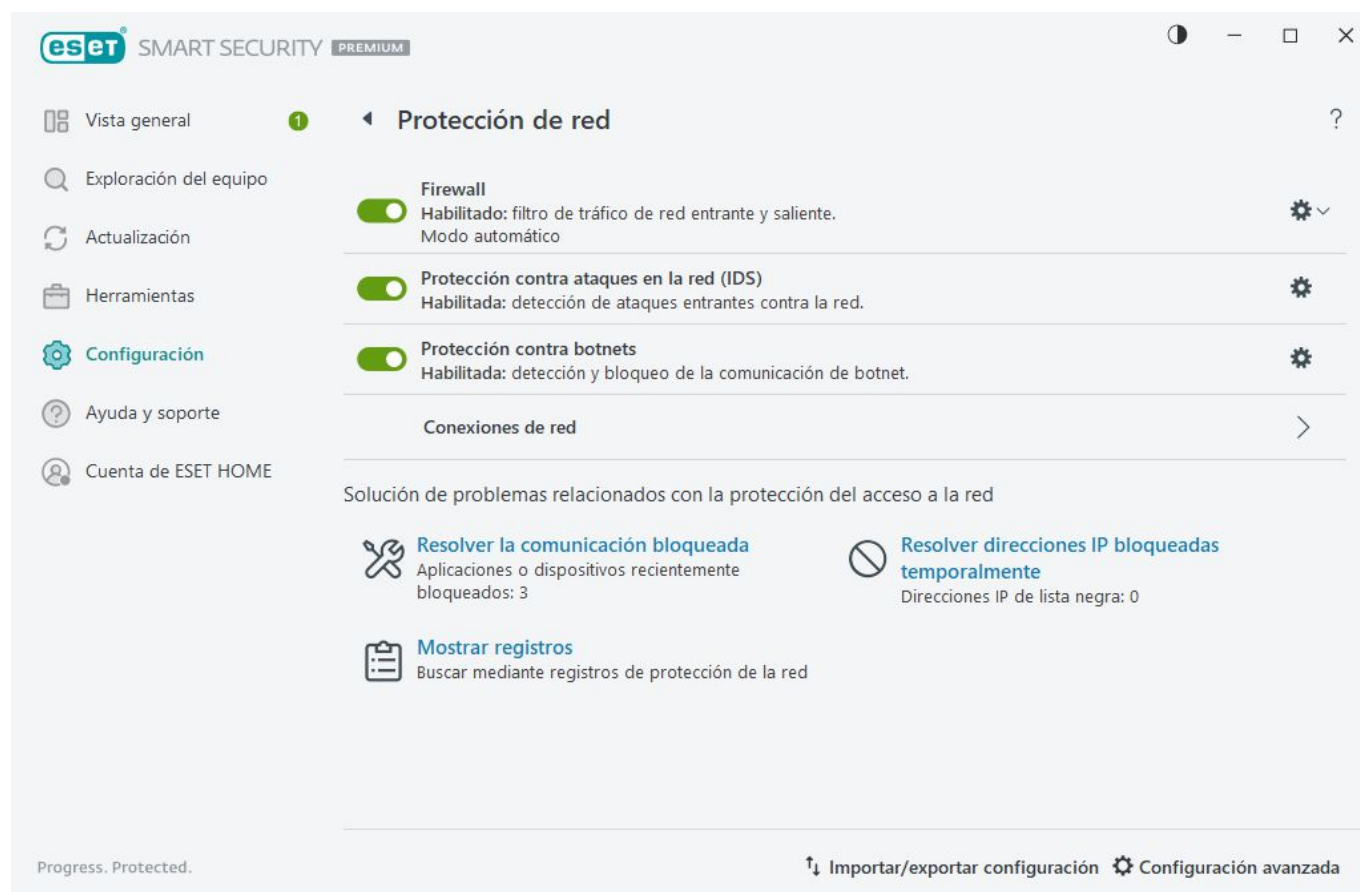 eset SMART SECURITY PREMIUM
Vista general 1
Exploración del equipo
Actualización
Herramientas
Configuración
Ayuda y soporte
Cuenta de ESET HOME
Protección de red ?
Firewall
Habilitado: filtro de tráfico de red entrante y saliente.
Modo automático
Protección contra ataques en la red (IDS)
Habilitada: detección de ataques entrantes contra la red.
Protección contra botnets
Habilitada: detección y bloqueo de la comunicación de botnet.
Conexiones de red
Solución de problemas relacionados con la protección del acceso a la red
Resolver la comunicación bloqueada
Aplicaciones o dispositivos recientemente
bloqueados: 3
Resolver direcciones IP bloqueadas
temporalmente
Direcciones IP de lista negra: 0
Mostrar registros
Buscar mediante registros de protección de la red
Progress. Protected.
Importar/exportar configuración Configuración avanzada